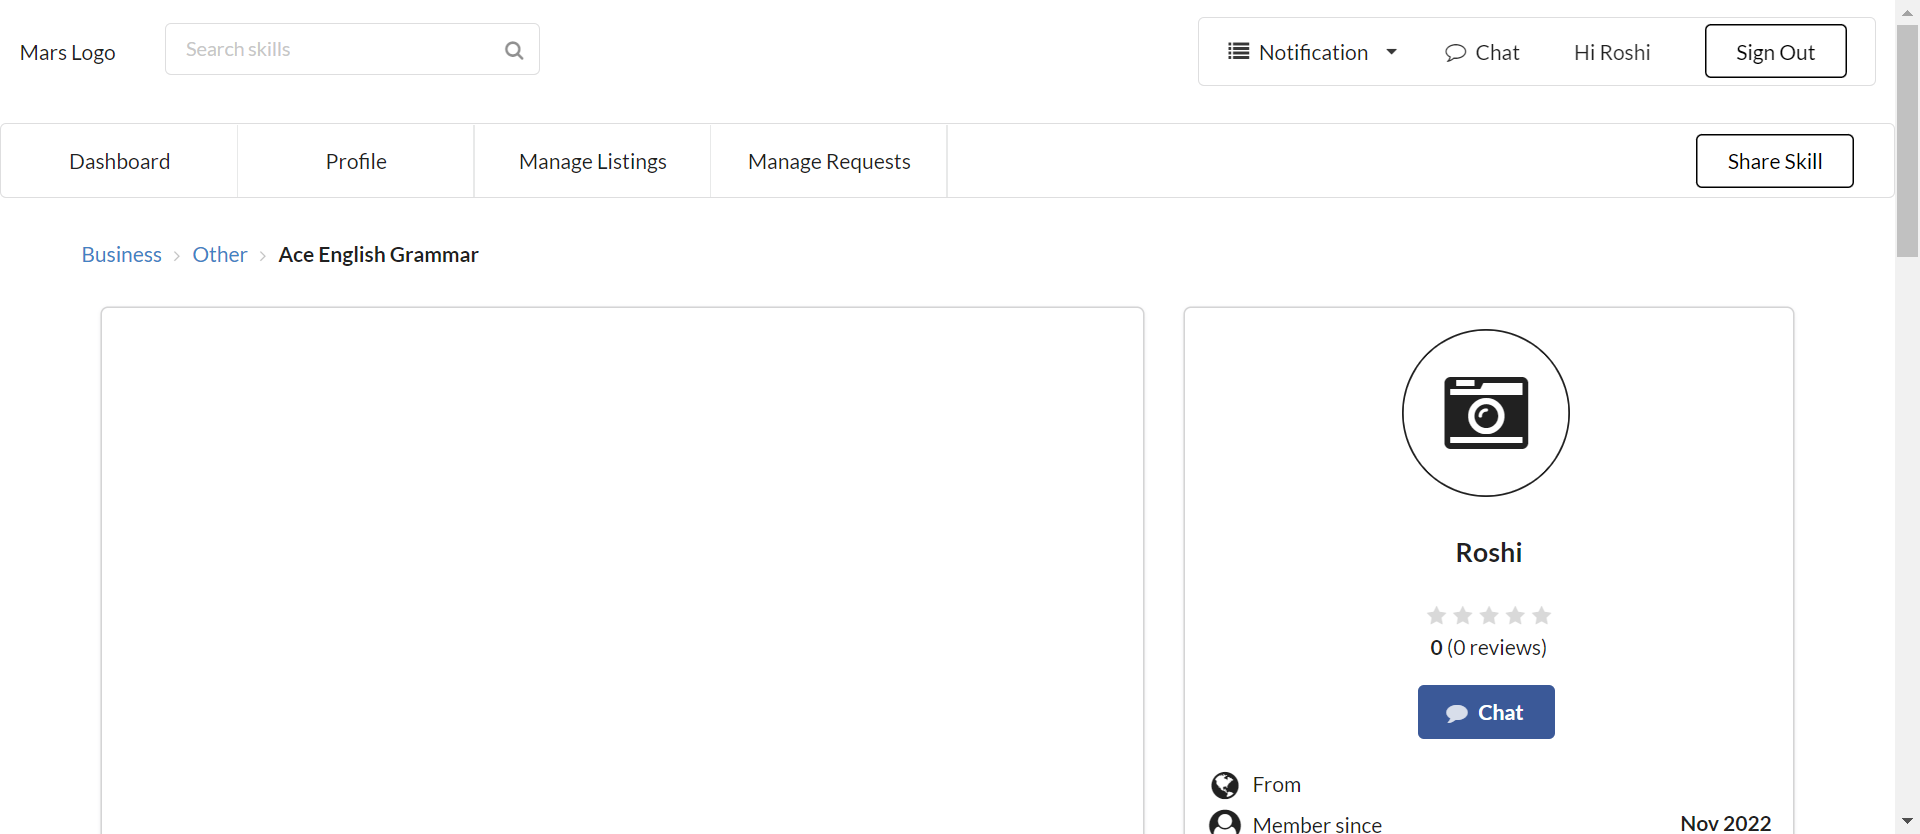 Mars Logo
Search skills
Notification
Chat
Hi Roshi
Sign Out
Dashboard
Profile
Manage Listings
Manage Requests
Share Skill
Business
Other
Ace English Grammar
Roshi
0 (0 reviews)
Chat
From
Member since
Nov 2022